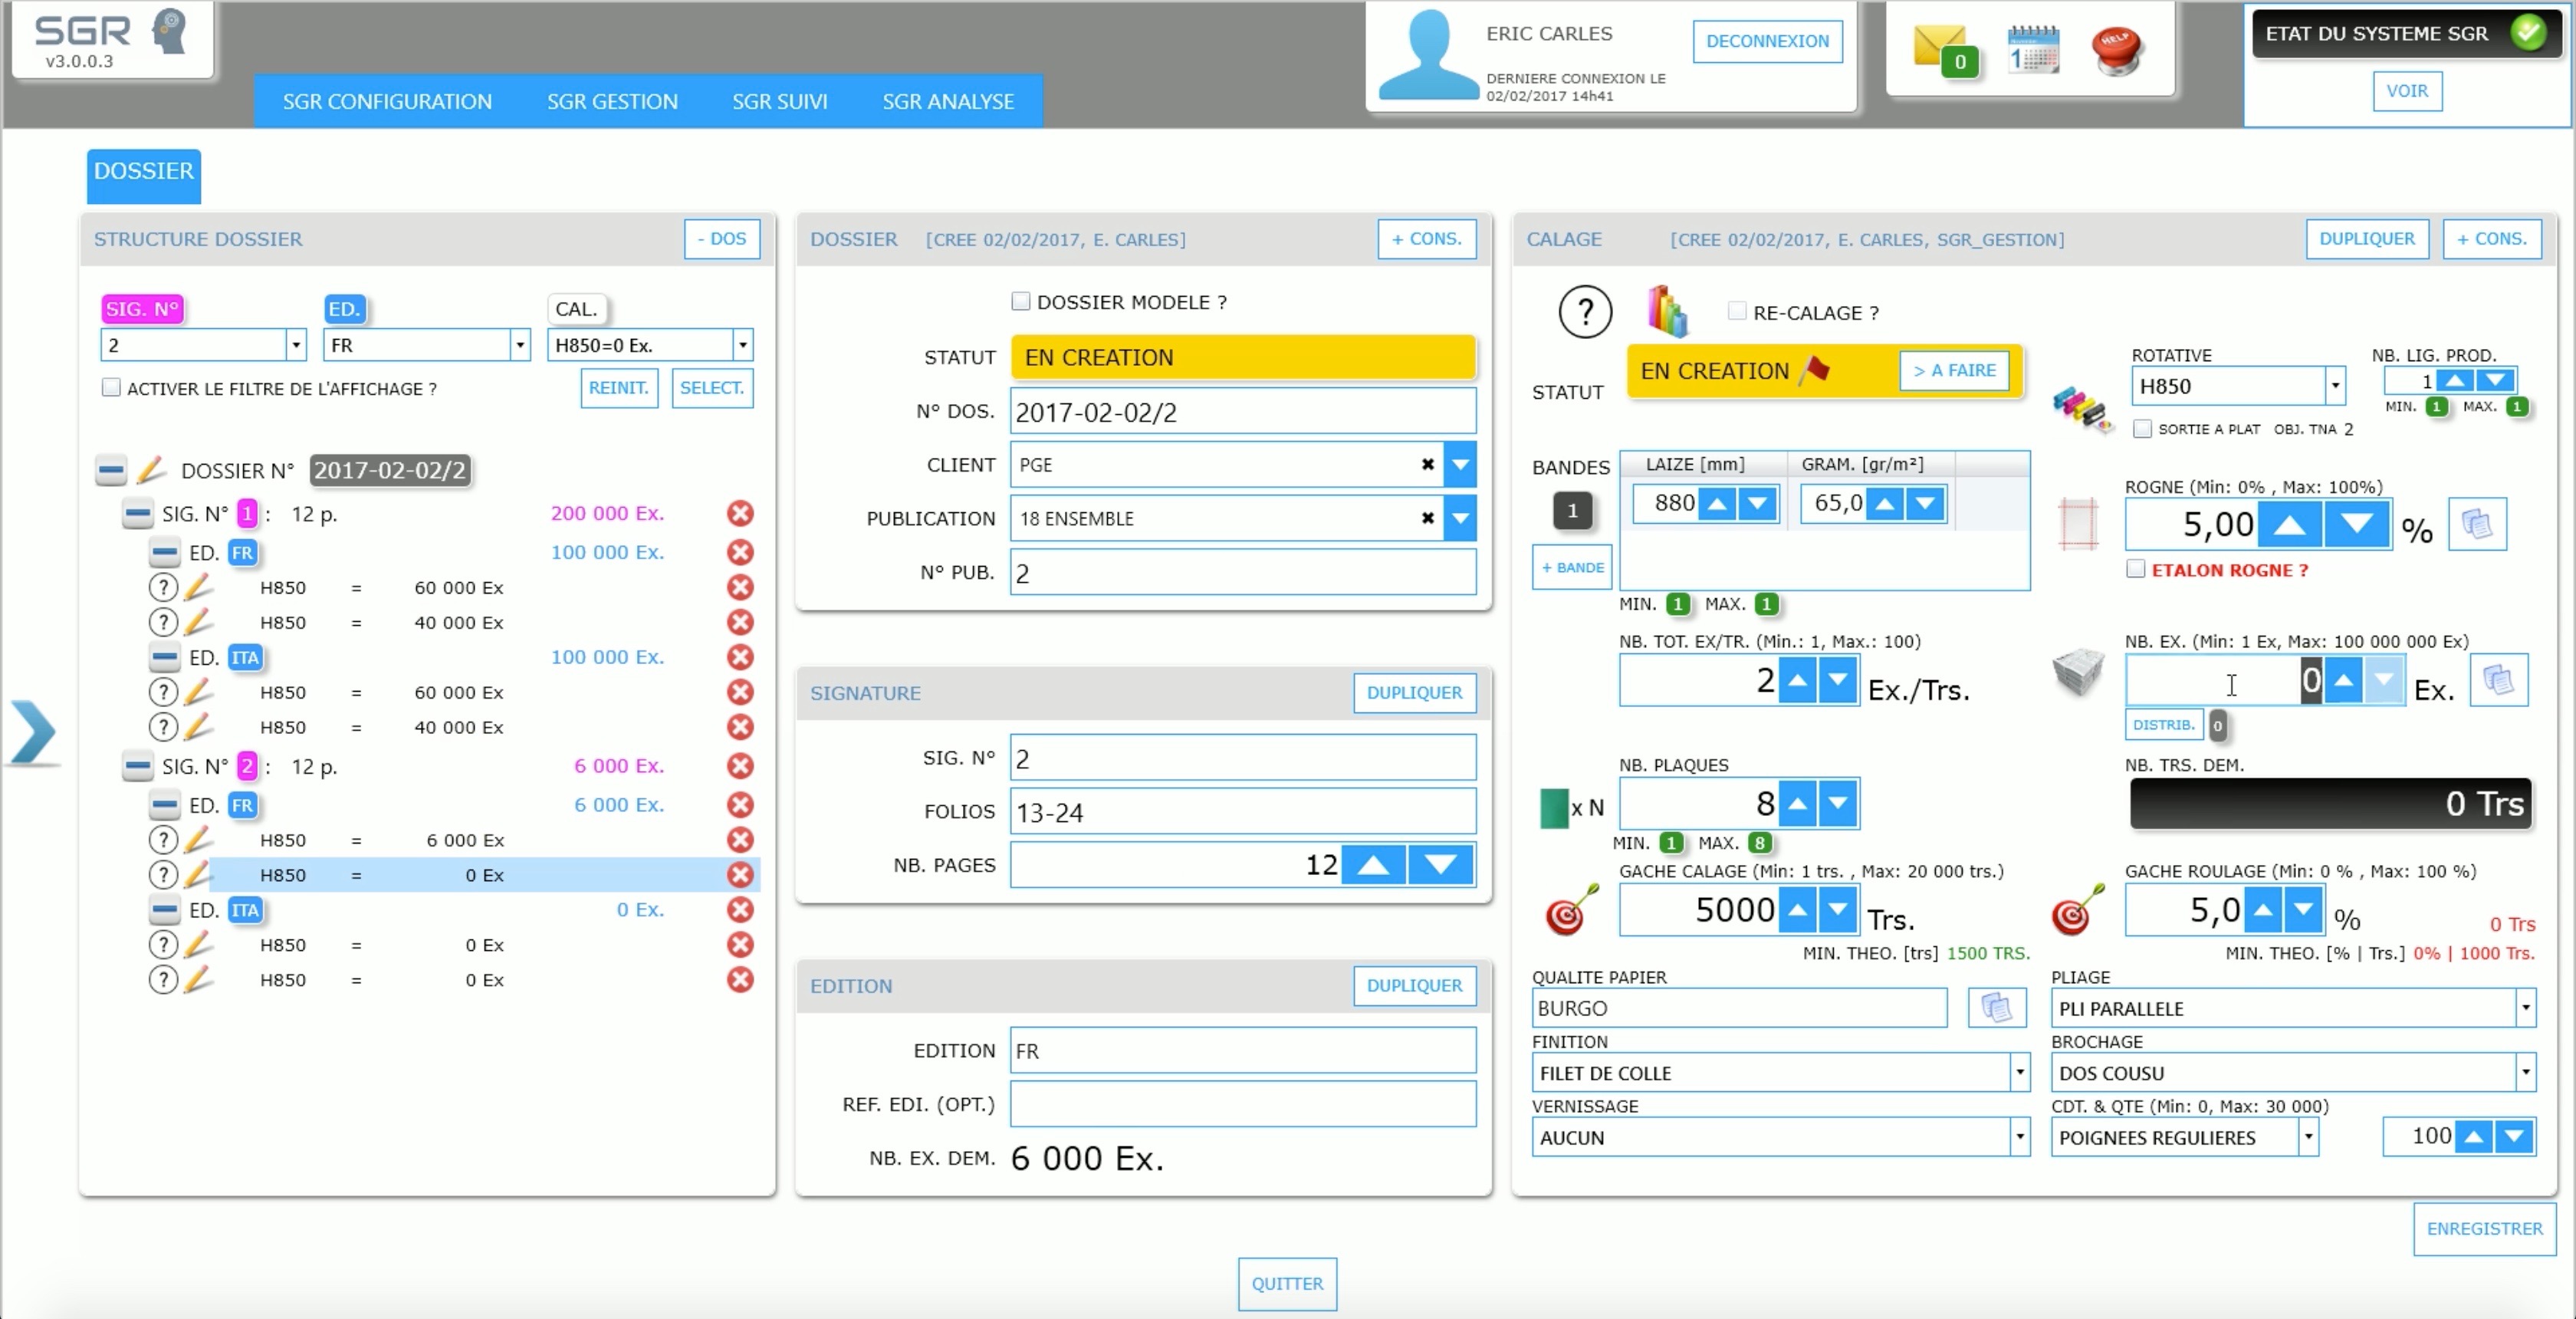 SGR
v3.0.0.3
SGR CONFIGURATION SGR GESTION SGR SUIVI SGR ANALYSE
ERIC CARLES
DECONNEXION
DERNIERE CONNEXION LE
02/02/2017 14h41
0
1
HELP
ETAT DU SYSTEME SGR
VOIR
DOSSIER
STRUCTURE DOSSIER
- DOS
SIG. N° ED. CAL.
2 FR H850=0 Ex.
ACTIVER LE FILTRE DE L'AFFICHAGE ? REINIT. SELECT.
DOSSIER N° 2017-02-02/2
SIG. N° 1 : 12 p. 200 000 Ex.
ED. FR 100 000 Ex.
? H850 = 60 000 Ex
? H850 = 40 000 Ex
ED. ITA 100 000 Ex.
? H850 = 60 000 Ex
? H850 = 40 000 Ex
SIG. N° 2 : 12 p. 6 000 Ex.
ED. FR 6 000 Ex.
? H850 = 6 000 Ex
? H850 = 0 Ex
ED. ITA 0 Ex.
? H850 = 0 Ex
? H850 = 0 Ex
DOSSIER [CREE 02/02/2017, E. CARLES] + CONS.
DOSSIER MODELE ?
STATUT EN CREATION
N° DOS. 2017-02-02/2
CLIENT PGE
PUBLICATION 18 ENSEMBLE
N° PUB. 2
SIGNATURE DUPLIQUER
SIG. N° 2
FOLIOS 13-24
NB. PAGES 12
EDITION DUPLIQUER
EDITION FR
REF. EDI. (OPT.)
NB. EX. DEM. 6 000 Ex.
CALAGE [CREE 02/02/2017, E. CARLES, SGR_GESTION] DUPLIQUER + CONS.
? RE-CALAGE ?
STATUT EN CREATION > A FAIRE
ROTATIVE NB. LIG. PROD.
H850 1
MIN. 1 MAX. 1
SORTIE A PLAT OBJ. TNA 2
BANDES LAIZE [mm] GRAM. [gr/m²]
1 880 65,0
+ BANDE
MIN. 1 MAX. 1
ROGNE (Min: 0% , Max: 100%)
5,00 %
ETALON ROGNE ?
NB. TOT. EX/TR. (Min.: 1, Max.: 100)
2 Ex./Trs.
NB. EX. (Min: 1 Ex, Max: 100 000 000 Ex)
0 Ex.
DISTRIB. 0
NB. PLAQUES
x N 8
MIN. 1 MAX. 8
NB. TRS. DEM.
0 Trs
GACHE CALAGE (Min: 1 trs. , Max: 20 000 trs.)
5000 Trs.
MIN. THEO. [trs] 1500 TRS.
GACHE ROULAGE (Min: 0 % , Max: 100 %)
5,0 % 0 Trs
MIN. THEO. [% | Trs.] 0% | 1000 Trs.
QUALITE PAPIER PLIAGE
BURGO PLI PARALLELE
FINITION BROCHAGE
FILET DE COLLE DOS COUSU
VERNISSAGE CDT. & QTE (Min: 0, Max: 30 000)
AUCUN POIGNEES REGULIERES 100
ENREGISTRER
QUITTER